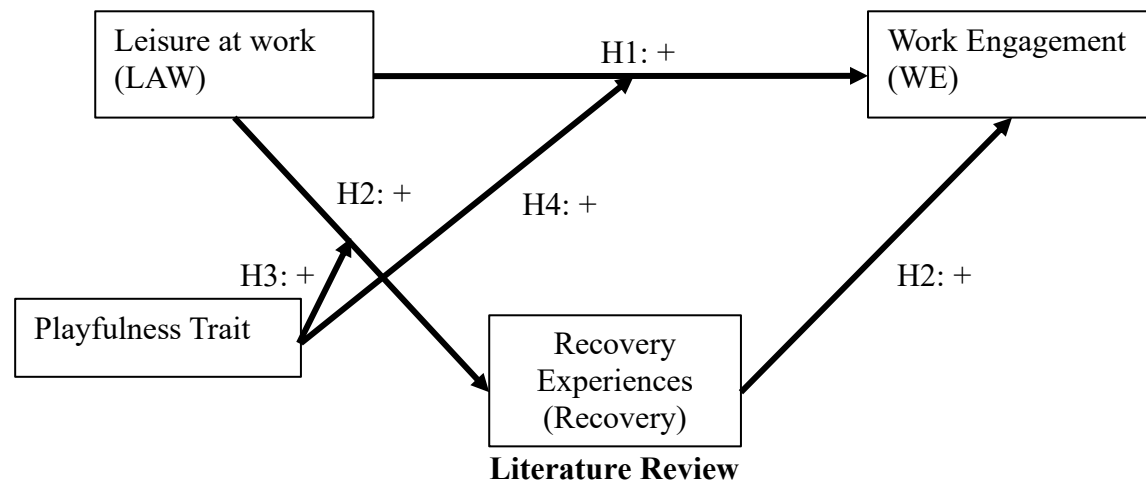 Leisure at work
(LAW)
H1: +
Work Engagement
(WE)
H2: +
H4: +
H3: +
H2: +
Playfulness Trait
Recovery
Experiences
(Recovery)
Literature Review